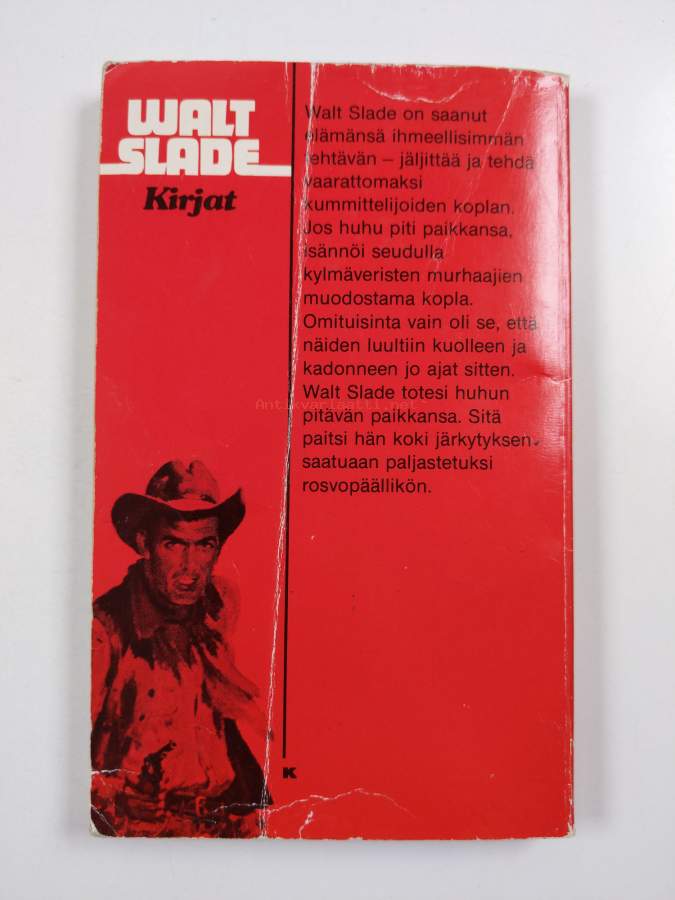 WALT
SLADE
Kirjat
Walt Slade on saanut
elämänsä ihmeellisimmän
tehtävän – jäljittää ja tehdä
vaarattomaksi
kummittelijoiden koplan.
Jos huhu piti paikkansa,
isännöi seudulla
kylmäveristen murhaajien
muodostama kopla.
Omituisinta vain oli se, että
näiden luultiin kuolleen ja
kadonneen jo ajat sitten.
Walt Slade totesi huhun
pitävän paikkansa. Sitä
paitsi hän koki järkytyksen
saatuaan paljastetuksi
rosvopäällikön.
K
Antikvariaatti.net